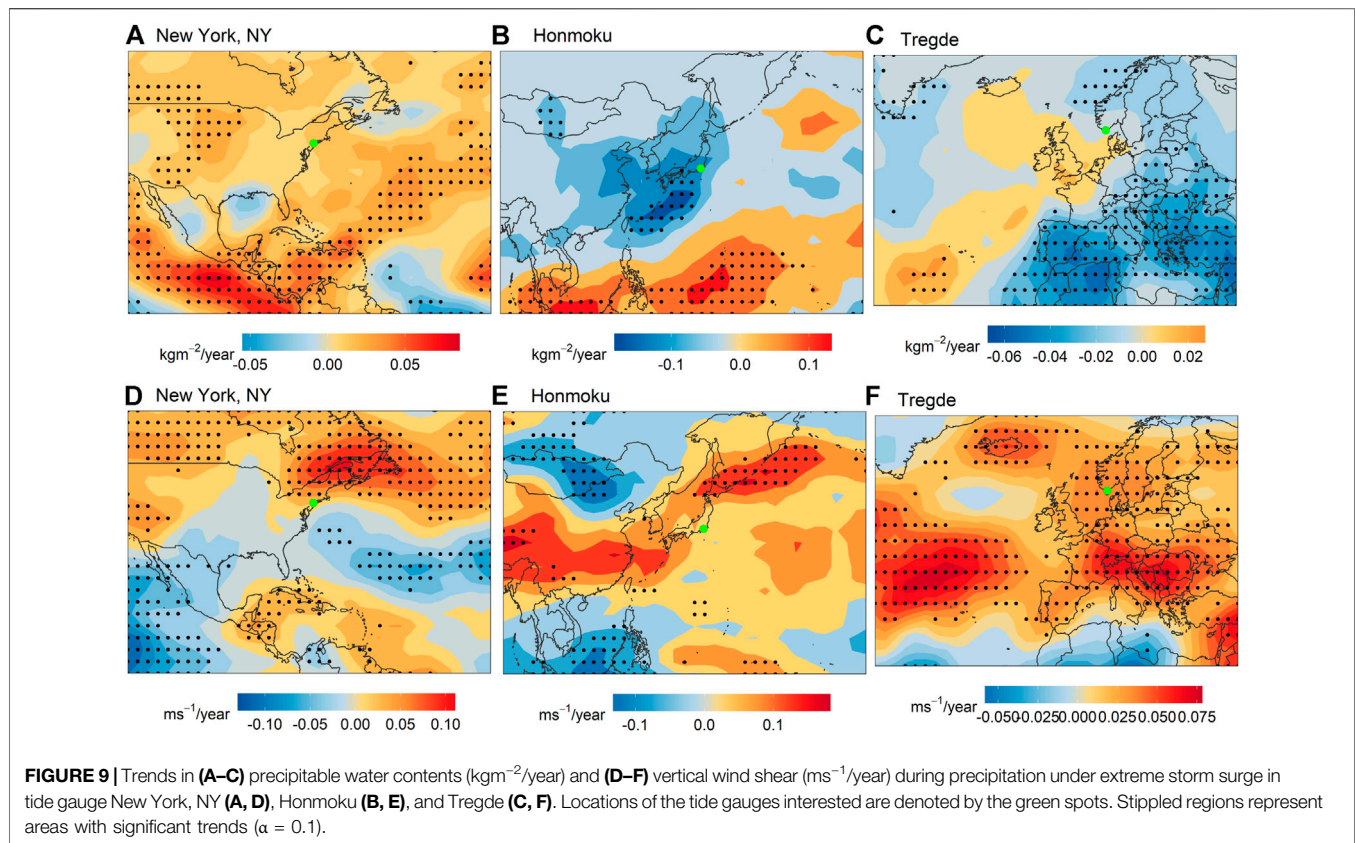 A New York, NY
B Honmoku
C Tregde
kgm⁻²/year -0.05 0.00 0.05
kgm⁻²/year -0.1 0.0 0.1
kgm⁻²/year -0.06 -0.04 -0.02 0.00 0.02
D New York, NY
E Honmoku
F Tregde
ms⁻¹/year -0.10 -0.05 0.00 0.05 0.10
ms⁻¹/year -0.1 0.0 0.1
ms⁻¹/year -0.050 -0.025 0.000 0.025 0.050 0.075
FIGURE 9 | Trends in (A–C) precipitable water contents (kgm⁻²/year) and (D–F) vertical wind shear (ms⁻¹/year) during precipitation under extreme storm surge in
tide gauge New York, NY (A, D), Honmoku (B, E), and Tregde (C, F). Locations of the tide gauges interested are denoted by the green spots. Stippled regions represent
areas with significant trends (α = 0.1).